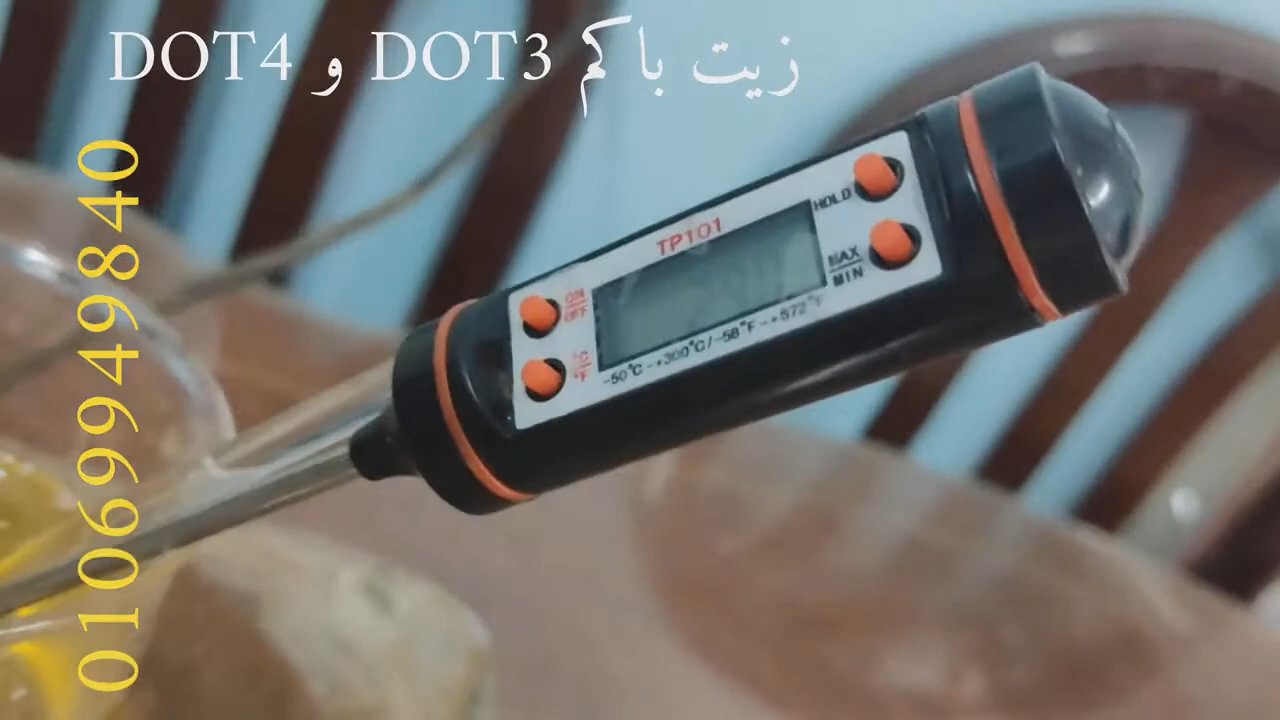 زيت باكم DOT3 و DOT4
01069949840
TP101
ON
OFF
°C
°F
HOLD
MAX
MIN
-50°C-+300°C/-58°F-+572°F